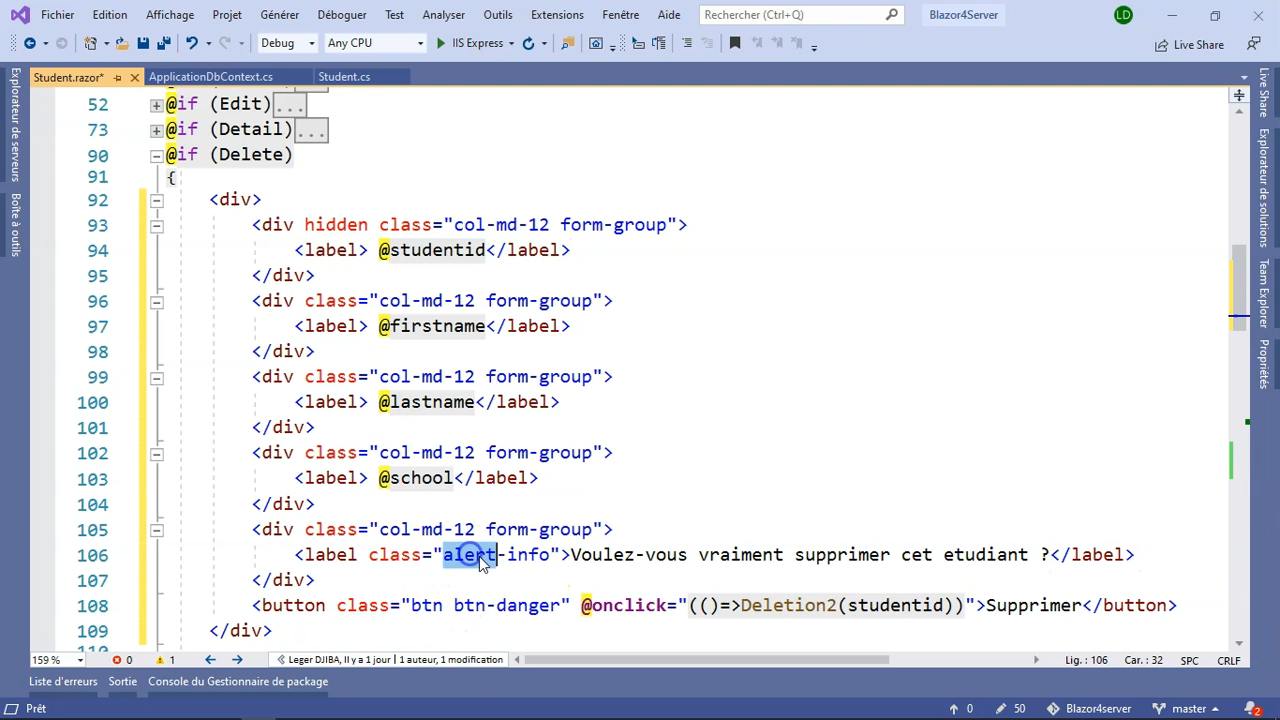 Fichier Edition Affichage Projet Générer Déboguer Test Analyser Outils Extensions Fenêtre Aide Rechercher (Ctrl+Q) Blazor4Server LD
Debug Any CPU IIS Express Live Share
Student.razor* ApplicationDbContext.cs Student.cs
Explorateur de serveurs
Boîte à outils
52 @if (Edit)...
73 @if (Detail)...
90 @if (Delete)
91 {
92 <div>
93 <div hidden class="col-md-12 form-group">
94 <label> @studentid</label>
95 </div>
96 <div class="col-md-12 form-group">
97 <label> @firstname</label>
98 </div>
99 <div class="col-md-12 form-group">
100 <label> @lastname</label>
101 </div>
102 <div class="col-md-12 form-group">
103 <label> @school</label>
104 </div>
105 <div class="col-md-12 form-group">
106 <label class="alert-info">Voulez-vous vraiment supprimer cet etudiant ?</label>
107 </div>
108 <button class="btn btn-danger" @onclick="(()=>Deletion2(studentid))">Supprimer</button>
109 </div>
Live Share
Explorateur de solutions
Team Explorer
Propriétés
159 % 0 1 Leger DJIBA, Il y a 1 jour | 1 auteur, 1 modification Lig. : 106 Car. : 32 SPC CRLF
Liste d'erreurs Sortie Console du Gestionnaire de package
Prêt 0 50 Blazor4server master 2